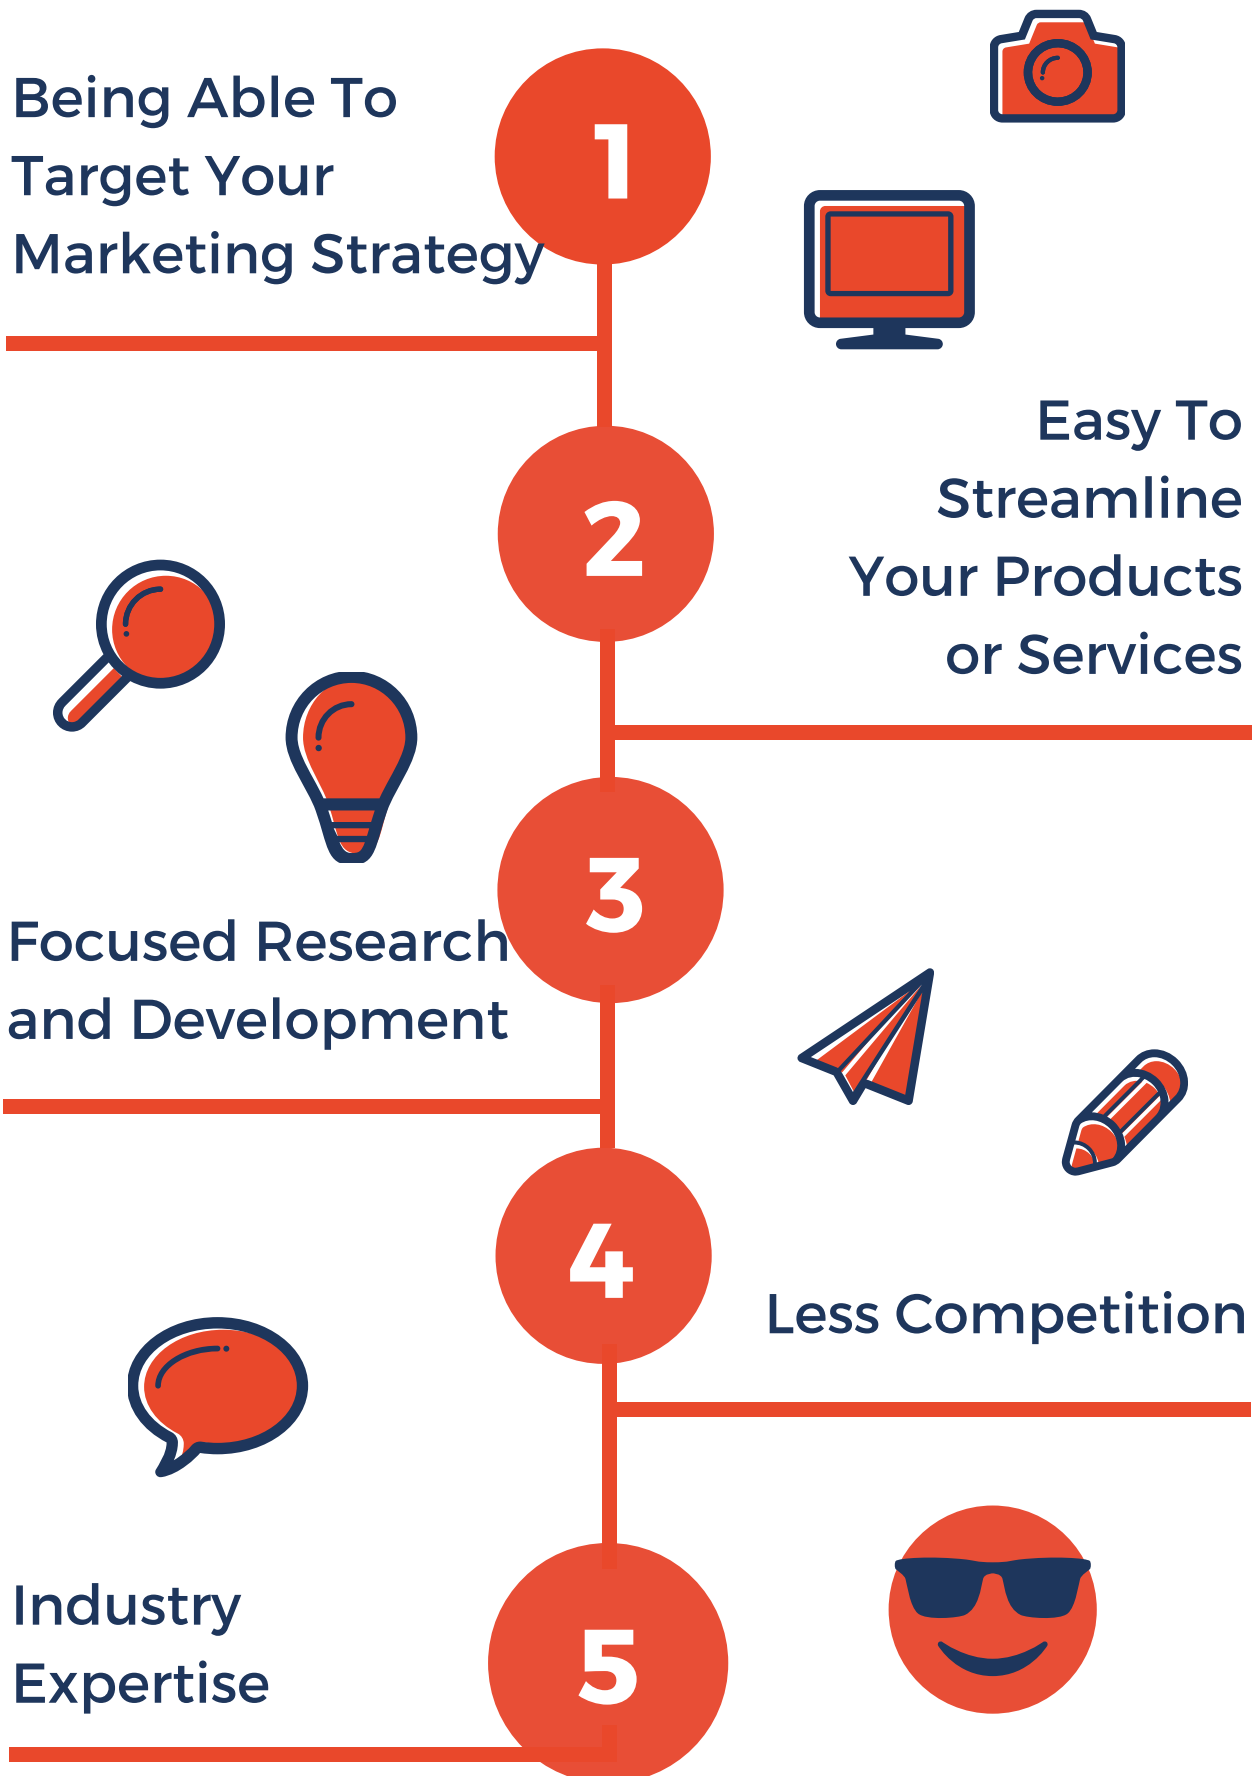 Being Able To
Target Your
Marketing Strategy
1
Easy To
Streamline
Your Products
or Services
2
Focused Research
and Development
3
Less Competition
4
Industry
Expertise
5